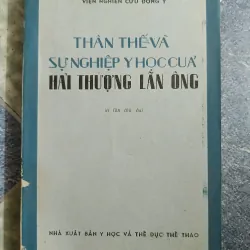 VIỆN NGHIÊN CỨU ĐÔNG Y
THÂN THẾ VÀ
SỰ NGHIỆP Y HỌC CỦA
HẢI THƯỢNG LÃN ÔNG
NHÀ XUẤT BẢN Y HỌC VÀ THỂ DỤC THỂ THAO